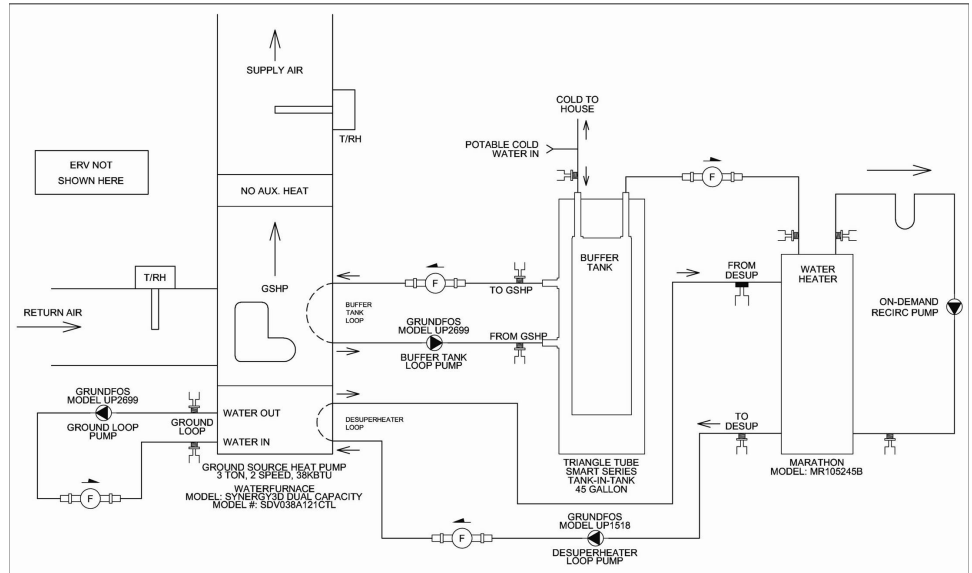 SUPPLY AIR
T/RH
ERV NOT
SHOWN HERE
NO AUX. HEAT
T/RH
GSHP
RETURN AIR
BUFFER
TANK
LOOP
GRUNDFOS
MODEL UP2699
GROUND LOOP
PUMP
F
WATER OUT
GROUND
LOOP
WATER IN
DESUPERHEATER
LOOP
GROUND SOURCE HEAT PUMP
3 TON, 2 SPEED, 38KBTU
WATERFURNACE
MODEL: SYNERGY3D DUAL CAPACITY
MODEL #: SDV038A121CTL
F
TO GSHP
GRUNDFOS
MODEL UP2699
FROM GSHP
BUFFER TANK
LOOP PUMP
COLD TO
HOUSE
POTABLE COLD
WATER IN
BUFFER
TANK
TRIANGLE TUBE
SMART SERIES
TANK-IN-TANK
45 GALLON
F
FROM
DESUP
WATER
HEATER
ON-DEMAND
RECIRC PUMP
TO
DESUP
MARATHON
MODEL: MR105245B
GRUNDFOS
MODEL UP1518
F
DESUPERHEATER
LOOP PUMP